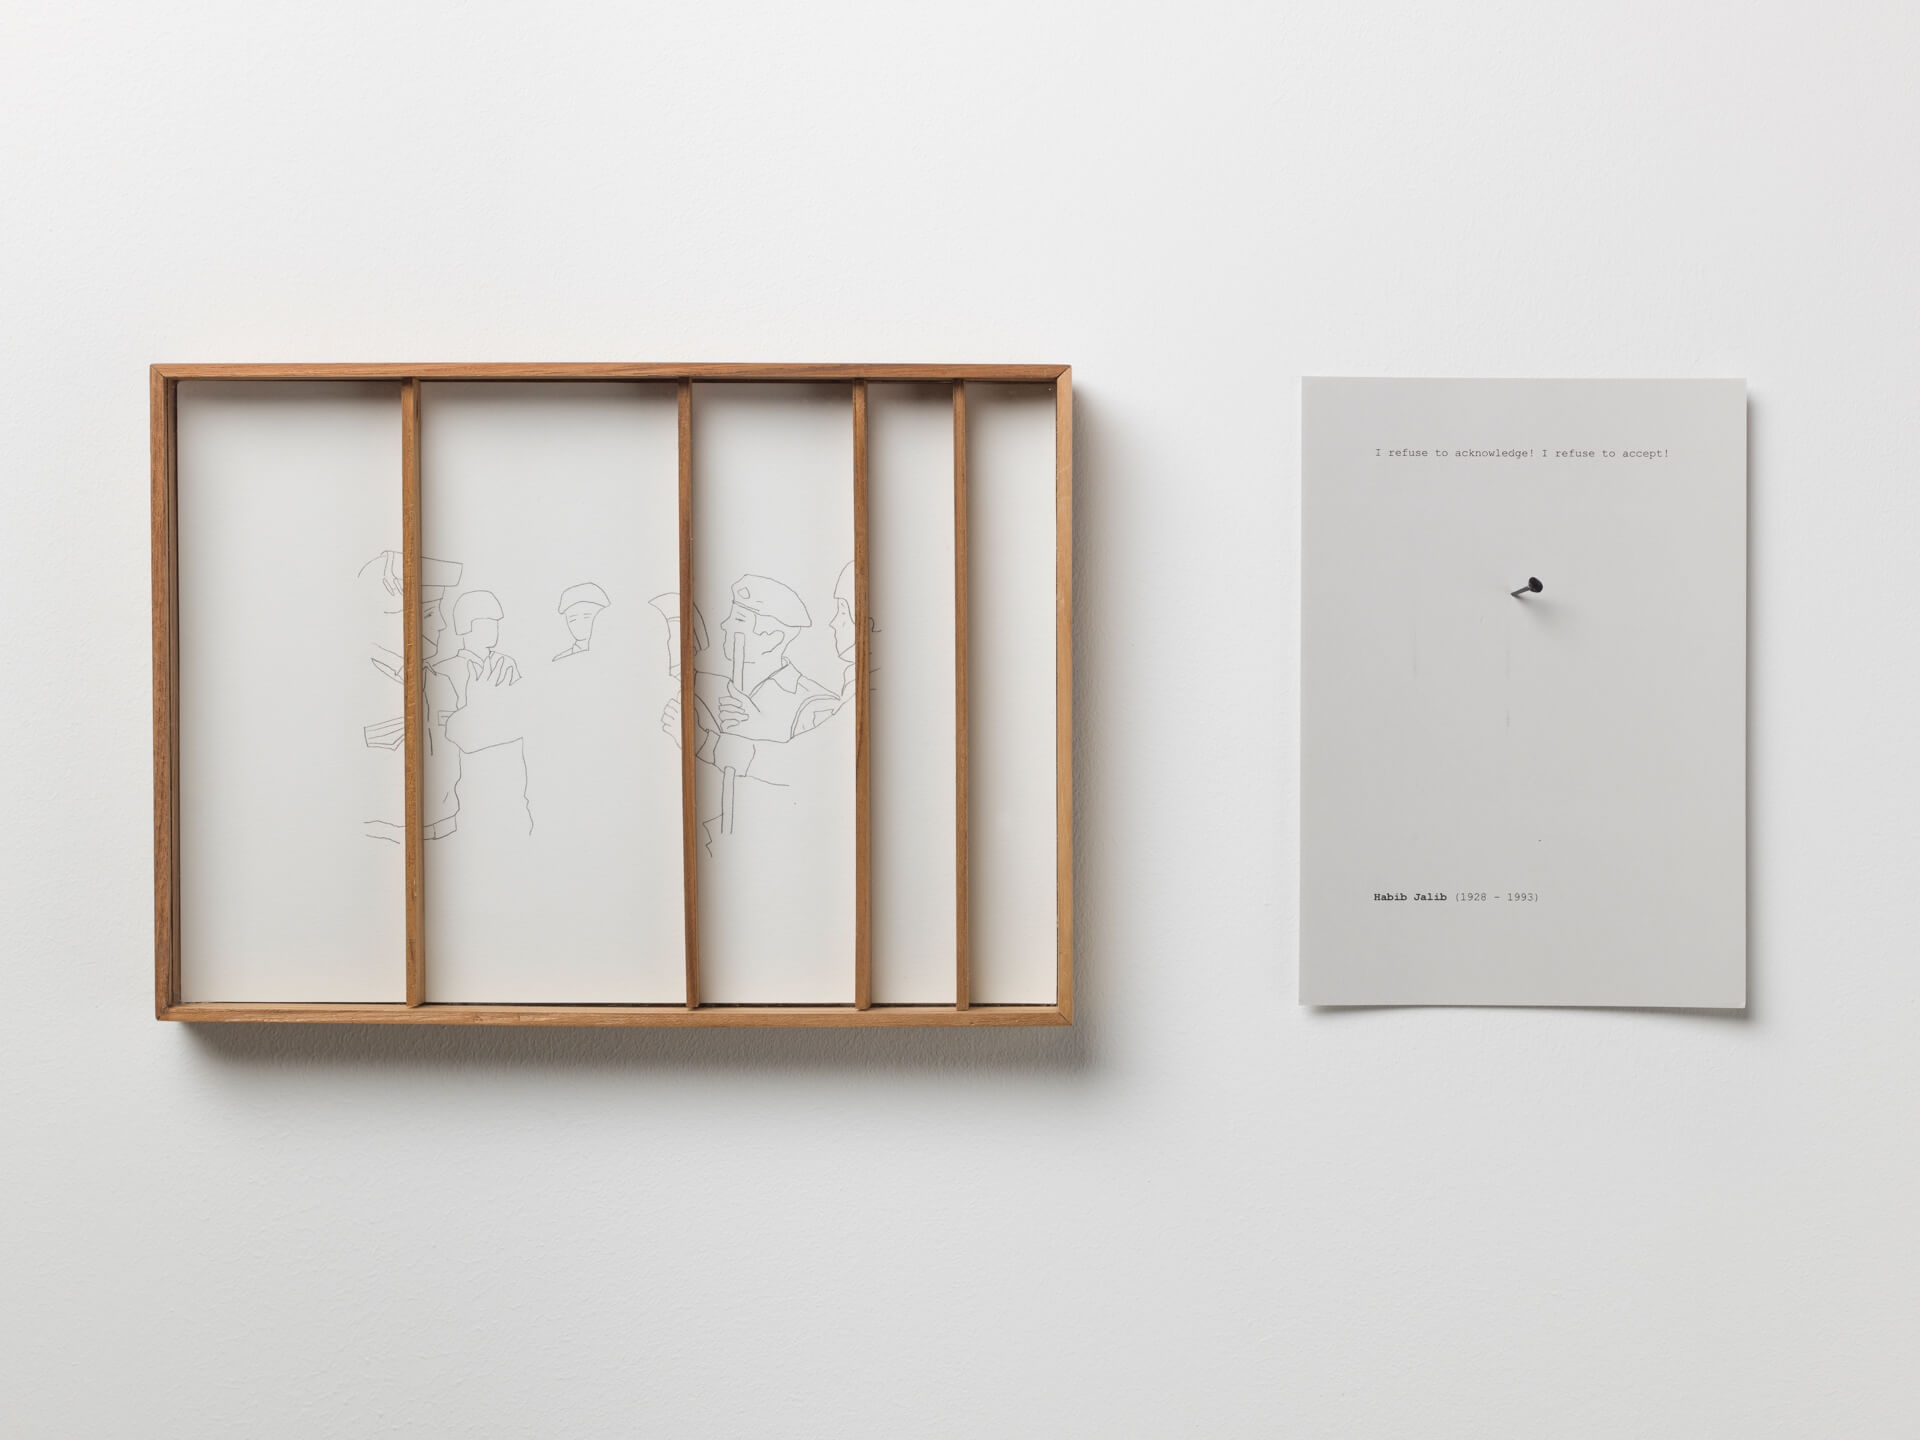 I refuse to acknowledge! I refuse to accept!
Habib Jalib (1928 - 1993)